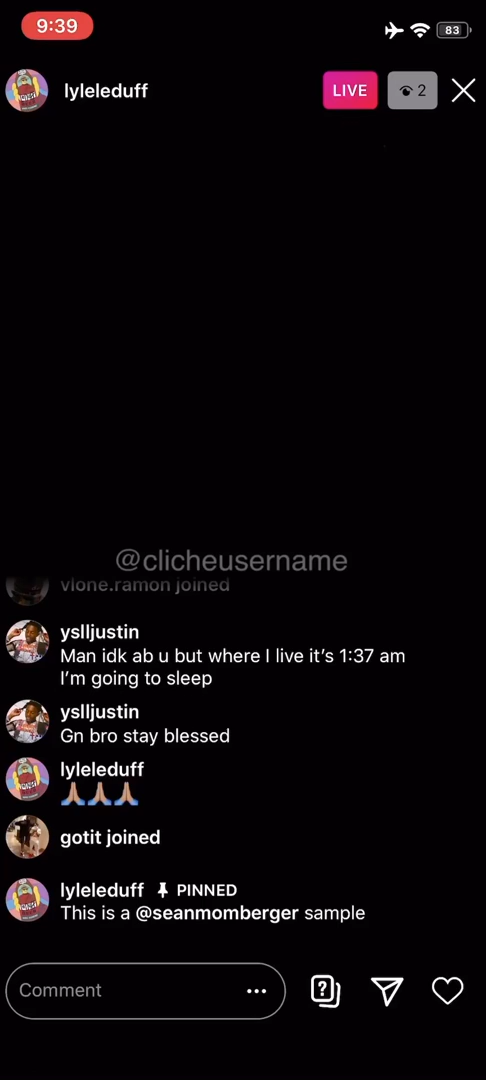 9:39
83
lyleleduff
LIVE
2
@clicheusername
vlone.ramon joined
yslljustin
Man idk ab u but where I live it's 1:37 am
I'm going to sleep
yslljustin
Gn bro stay blessed
lyleleduff
🙏🏽🙏🏽🙏🏽
gotit joined
lyleleduff PINNED
This is a @seanmomberger sample
Comment